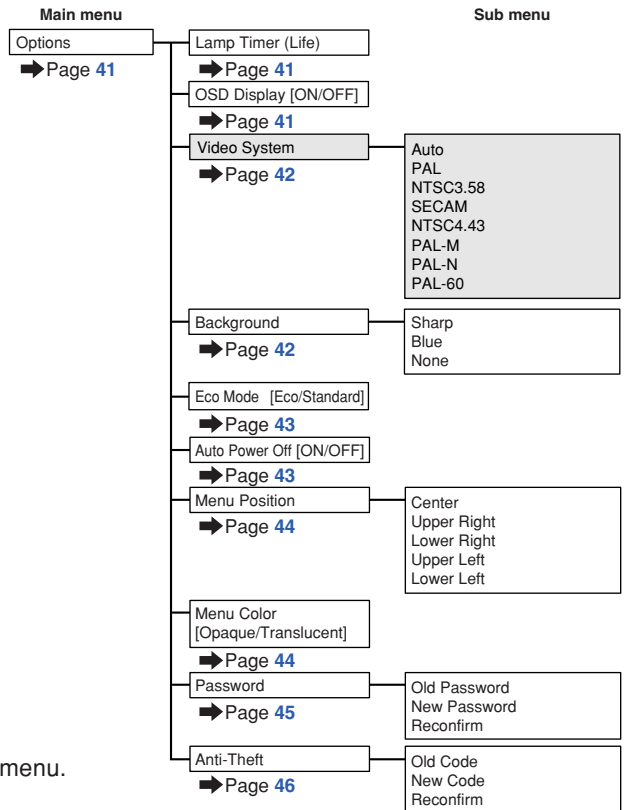 Main menu
Sub menu
Options
Page 41
Lamp Timer (Life)
Page 41
OSD Display [ON/OFF]
Page 41
Video System
Page 42
Auto
PAL
NTSC3.58
SECAM
NTSC4.43
PAL-M
PAL-N
PAL-60
Background
Page 42
Sharp
Blue
None
Eco Mode [Eco/Standard]
Page 43
Auto Power Off [ON/OFF]
Page 43
Menu Position
Page 44
Center
Upper Right
Lower Right
Upper Left
Lower Left
Menu Color
[Opaque/Translucent]
Page 44
Password
Page 45
Old Password
New Password
Reconfirm
Anti-Theft
Page 46
Old Code
New Code
Reconfirm
menu.